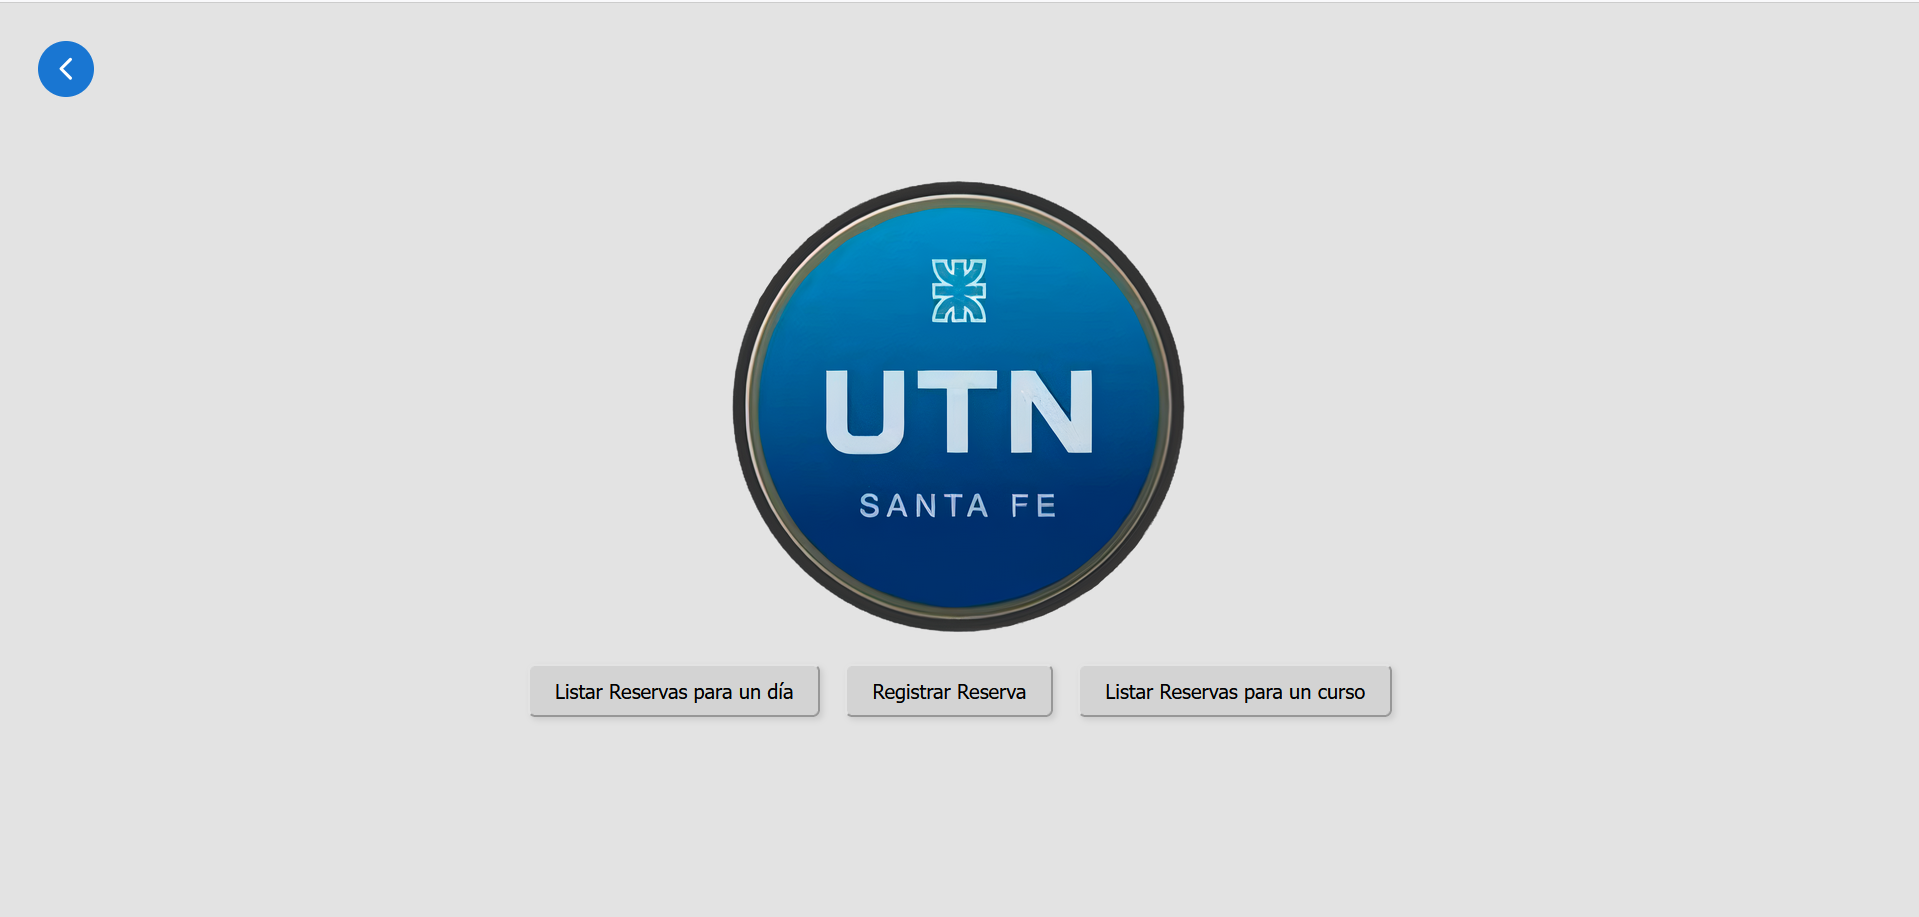 UTN
SANTA FE
Listar Reservas para un día
Registrar Reserva
Listar Reservas para un curso